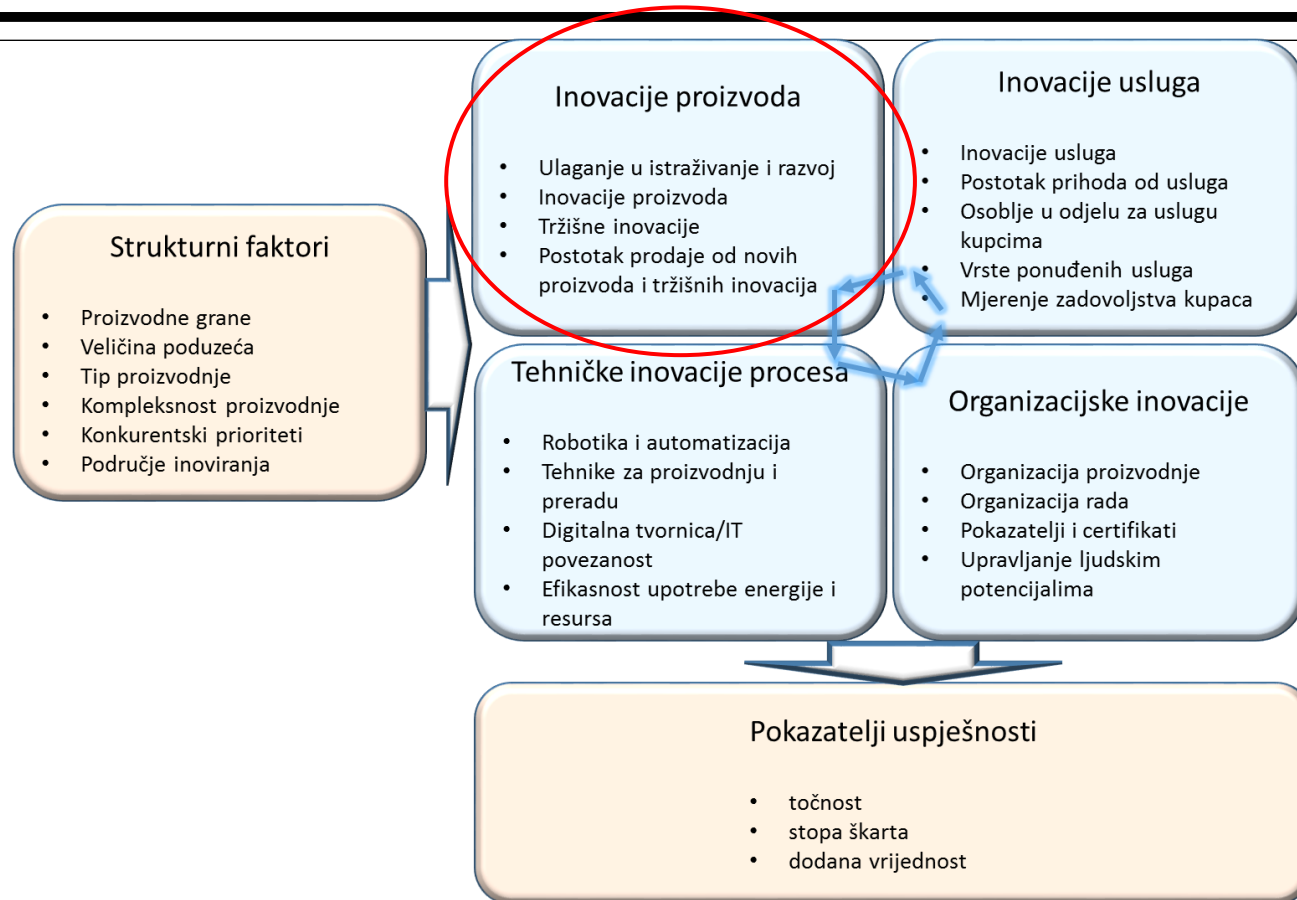 Strukturni faktori
• Proizvodne grane
• Veličina poduzeća
• Tip proizvodnje
• Kompleksnost proizvodnje
• Konkurentski prioriteti
• Područje inoviranja
Inovacije proizvoda
• Ulaganje u istraživanje i razvoj
• Inovacije proizvoda
• Tržišne inovacije
• Postotak prodaje od novih
proizvoda i tržišnih inovacija
Inovacije usluga
• Inovacije usluga
• Postotak prihoda od usluga
• Osoblje u odjelu za uslugu
kupcima
• Vrste ponuđenih usluga
• Mjerenje zadovoljstva kupaca
Tehničke inovacije procesa
• Robotika i automatizacija
• Tehnike za proizvodnju i
preradu
• Digitalna tvornica/IT
povezanost
• Efikasnost upotrebe energije i
resursa
Organizacijske inovacije
• Organizacija proizvodnje
• Organizacija rada
• Pokazatelji i certifikati
• Upravljanje ljudskim
potencijalima
Pokazatelji uspješnosti
• točnost
• stopa škarta
• dodana vrijednost